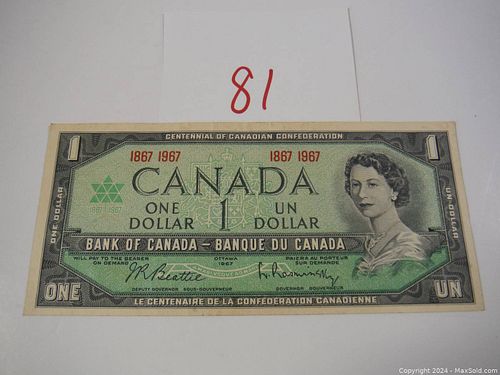 81
CENTENNIAL OF CANADIAN CONFEDERATION
1 1
1867 1967 1867 1967
CANADA
1867-1967
ONE DOLLAR 1 UN DOLLAR
ONE DOLLAR
UN DOLLAR
BANK OF CANADA – BANQUE DU CANADA
WILL PAY TO THE BEARER ON DEMAND
OTTAWA 1967
PAIERA AU PORTEUR SUR DEMANDE
J.R. Beattie L Rasminsky
DEPUTY GOVERNOR SOUS-GOUVERNEUR
GOVERNOR GOUVERNEUR
ONE UN
LE CENTENAIRE DE LA CONFÉDÉRATION CANADIENNE
Copyright 2024 - MaxSold.com